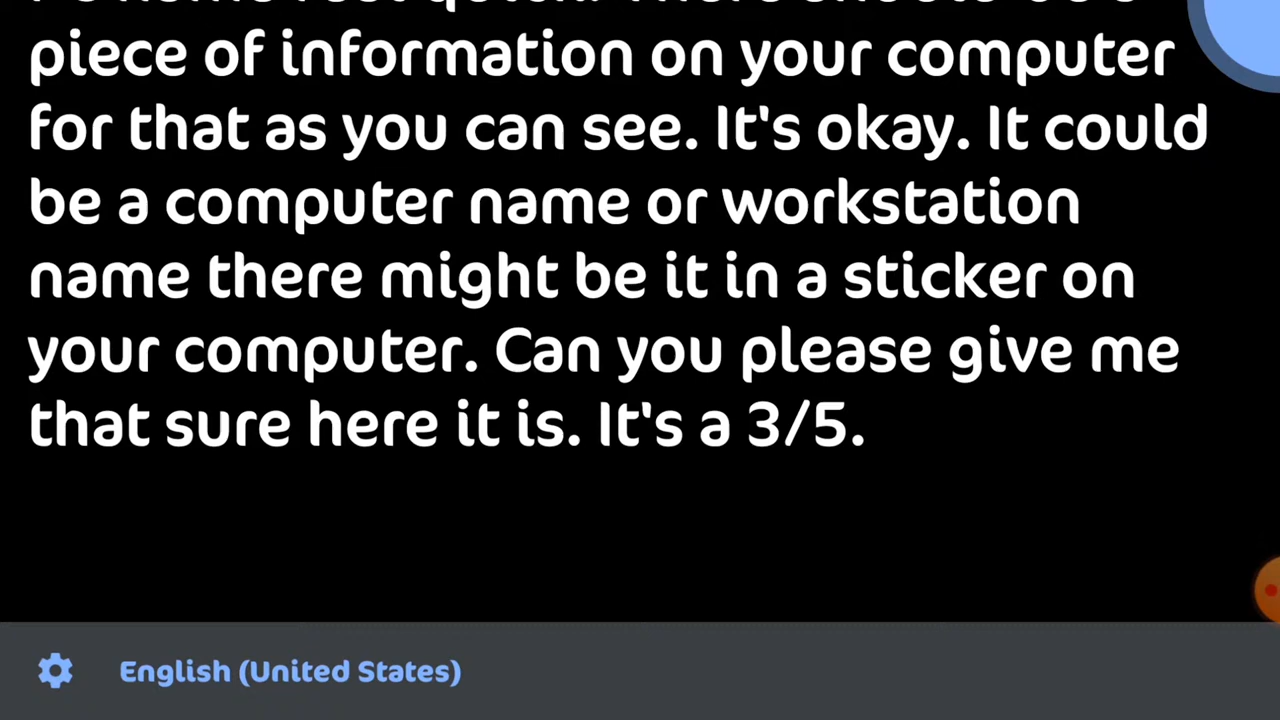 piece of information on your computer
for that as you can see. It's okay. It could
be a computer name or workstation
name there might be it in a sticker on
your computer. Can you please give me
that sure here it is. It's a 3/5.
English (United States)